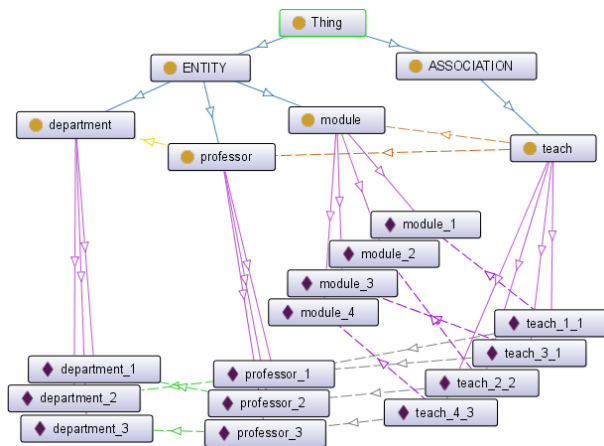 Thing
ENTITY
ASSOCIATION
department
module
professor
teach
module_1
module_2
module_3
module_4
teach_1_1
teach_3_1
department_1
professor_1
teach_2_2
department_2
professor_2
teach_4_3
department_3
professor_3